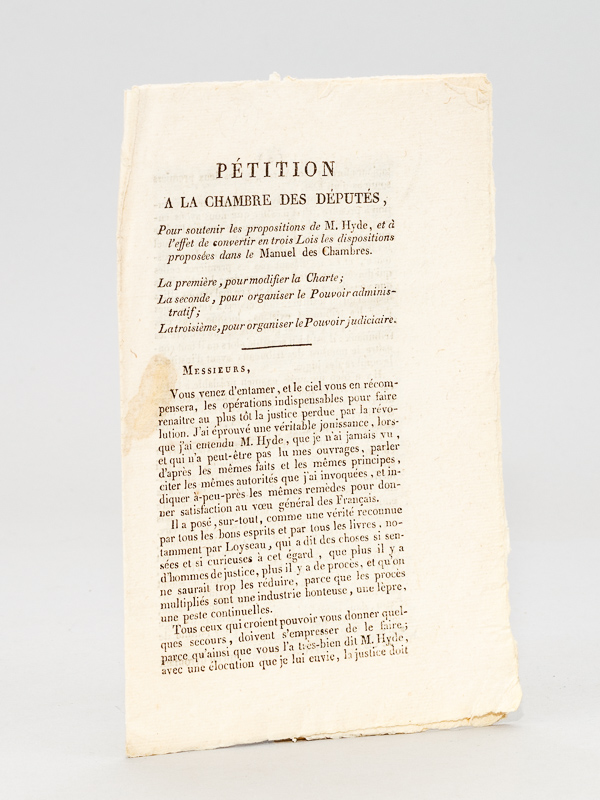 PÉTITION
A LA CHAMBRE DES DÉPUTÉS,
Pour soutenir les propositions de M. Hyde, et à
l'effet de convertir en trois Lois les dispositions
proposées dans le Manuel des Chambres.
La première, pour modifier la Charte;
La seconde, pour organiser le Pouvoir adminis-
tratif;
La troisième, pour organiser le Pouvoir judiciaire.
MESSIEURS,
Vous venez d'entamer, et le ciel vous en récom-
pensera, les opérations indispensables pour faire
renaître au plus tôt la justice perdue par la révo-
lution. J'ai éprouvé une véritable jouissance, lors-
que j'ai entendu M. Hyde, que je n'ai jamais vu,
et qui n'a peut-être pas lu mes ouvrages, parler
d'après les mêmes faits et les mêmes principes,
citer les mêmes autorités que j'ai invoquées, et in-
diquer à-peu-près les mêmes remèdes pour don-
ner satisfaction au vœu général des Français.
Il a posé, sur-tout, comme une vérité reconnue
par tous les bons esprits et par tous les livres, no-
tamment par Loyseau, qui a dit des choses si sen-
sées et si curieuses à cet égard, que plus il y a
d'hommes de justice, plus il y a de procès, et qu'on
ne saurait trop les réduire, parce que les procès
multipliés sont une industrie honteuse, une lèpre,
une peste continuelles.
Tous ceux qui croient pouvoir vous donner quel-
ques secours, doivent s'empresser de le faire;
parce qu'ainsi que vous l'a très-bien dit M. Hyde,
avec une élocution que je lui envie, la justice doit